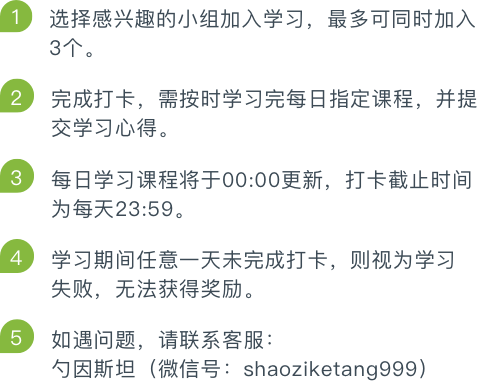 1 选择感兴趣的小组加入学习，最多可同时加入
3个。
2 完成打卡，需按时学习完每日指定课程，并提
交学习心得。
3 每日学习课程将于00:00更新，打卡截止时间
为每天23:59。
4 学习期间任意一天未完成打卡，则视为学习
失败，无法获得奖励。
5 如遇问题，请联系客服：
勺因斯坦（微信号：shaoziketang999）